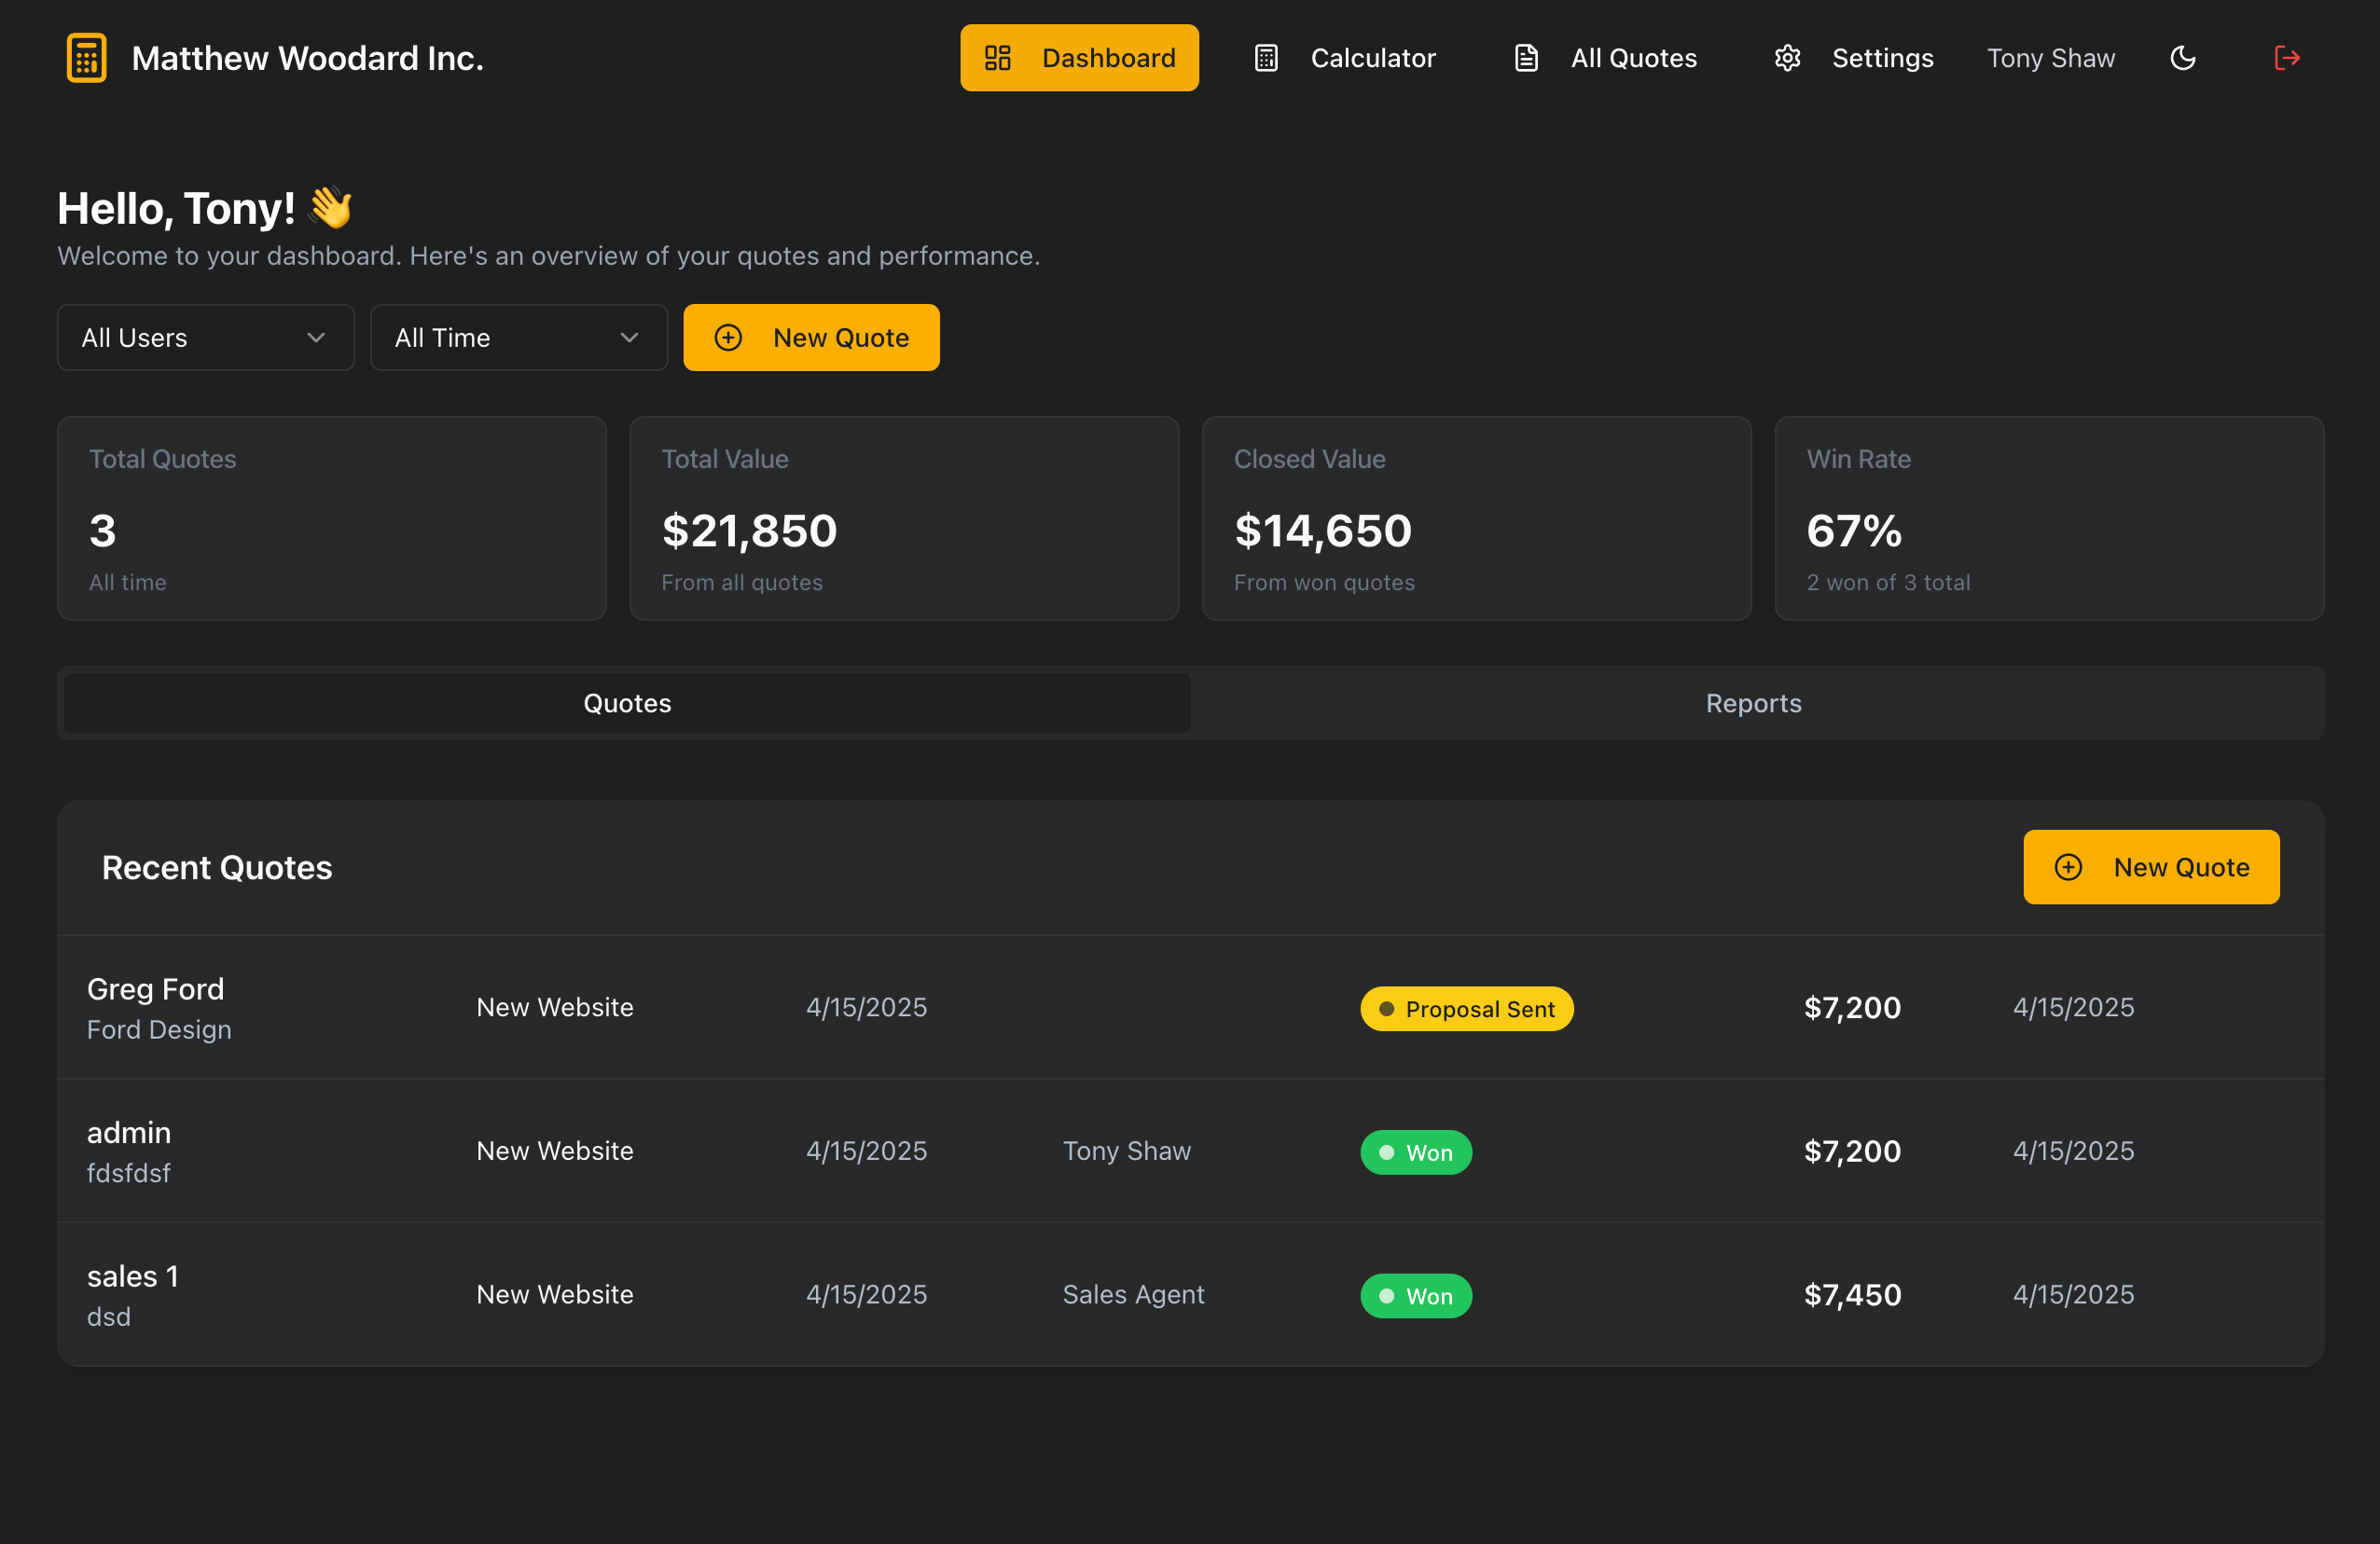 Matthew Woodard Inc.
Dashboard
Calculator
All Quotes
Settings
Tony Shaw
Hello, Tony! 👋
Welcome to your dashboard. Here's an overview of your quotes and performance.
All Users
All Time
New Quote
Total Quotes
3
All time
Total Value
$21,850
From all quotes
Closed Value
$14,650
From won quotes
Win Rate
67%
2 won of 3 total
Quotes
Reports
Recent Quotes
New Quote
Greg Ford
Ford Design
New Website
4/15/2025
Proposal Sent
$7,200
4/15/2025
admin
fdsfdsf
New Website
4/15/2025
Tony Shaw
Won
$7,200
4/15/2025
sales 1
dsd
New Website
4/15/2025
Sales Agent
Won
$7,450
4/15/2025